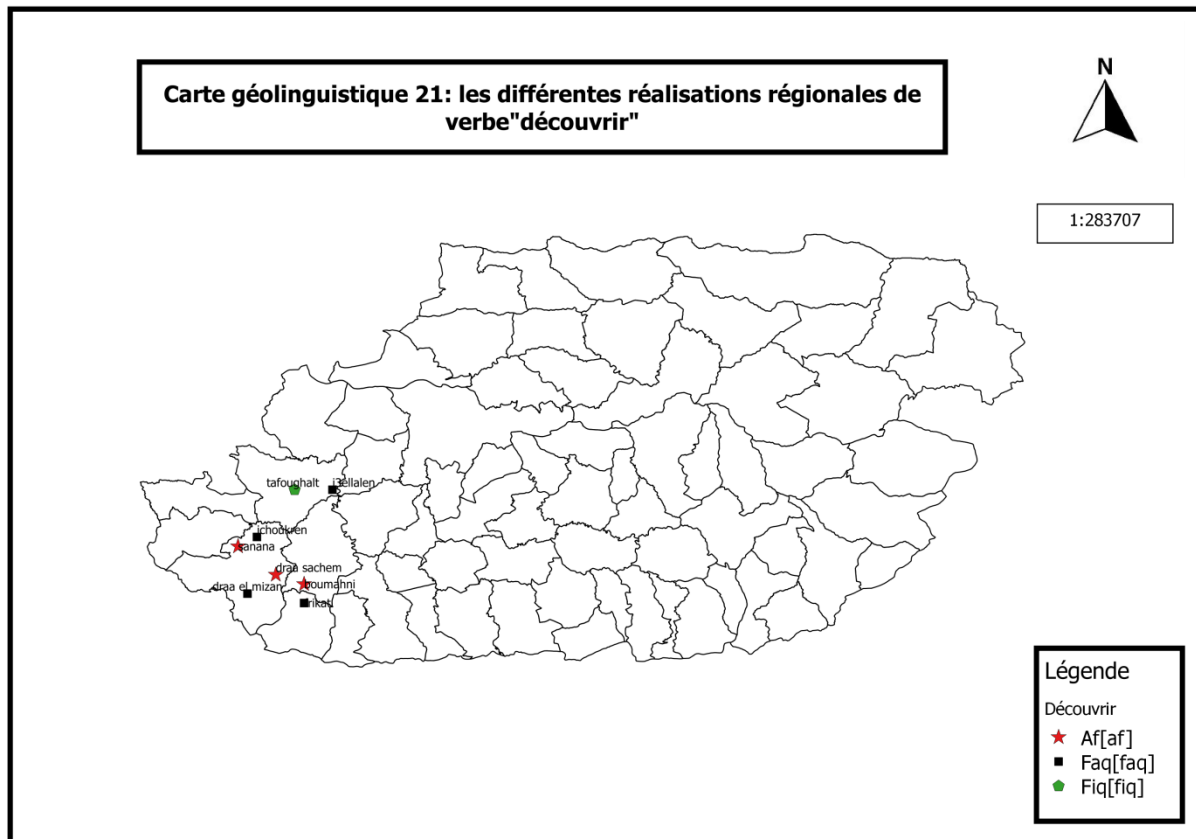 Carte géolinguistique 21: les différentes réalisations régionales de
verbe"découvrir"
N
1:283707
tafoughalt
i3ellalen
ichoukren
draa sachem
draa el mizan
boumahni
Légende
Découvrir
Af[af]
Faq[faq]
Fiq[fiq]